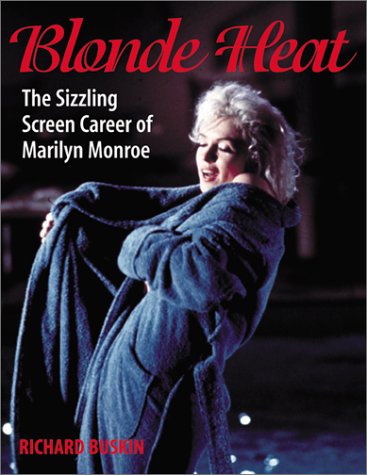 Blonde Heat
The Sizzling
Screen Career of
Marilyn Monroe
RICHARD BUSKIN